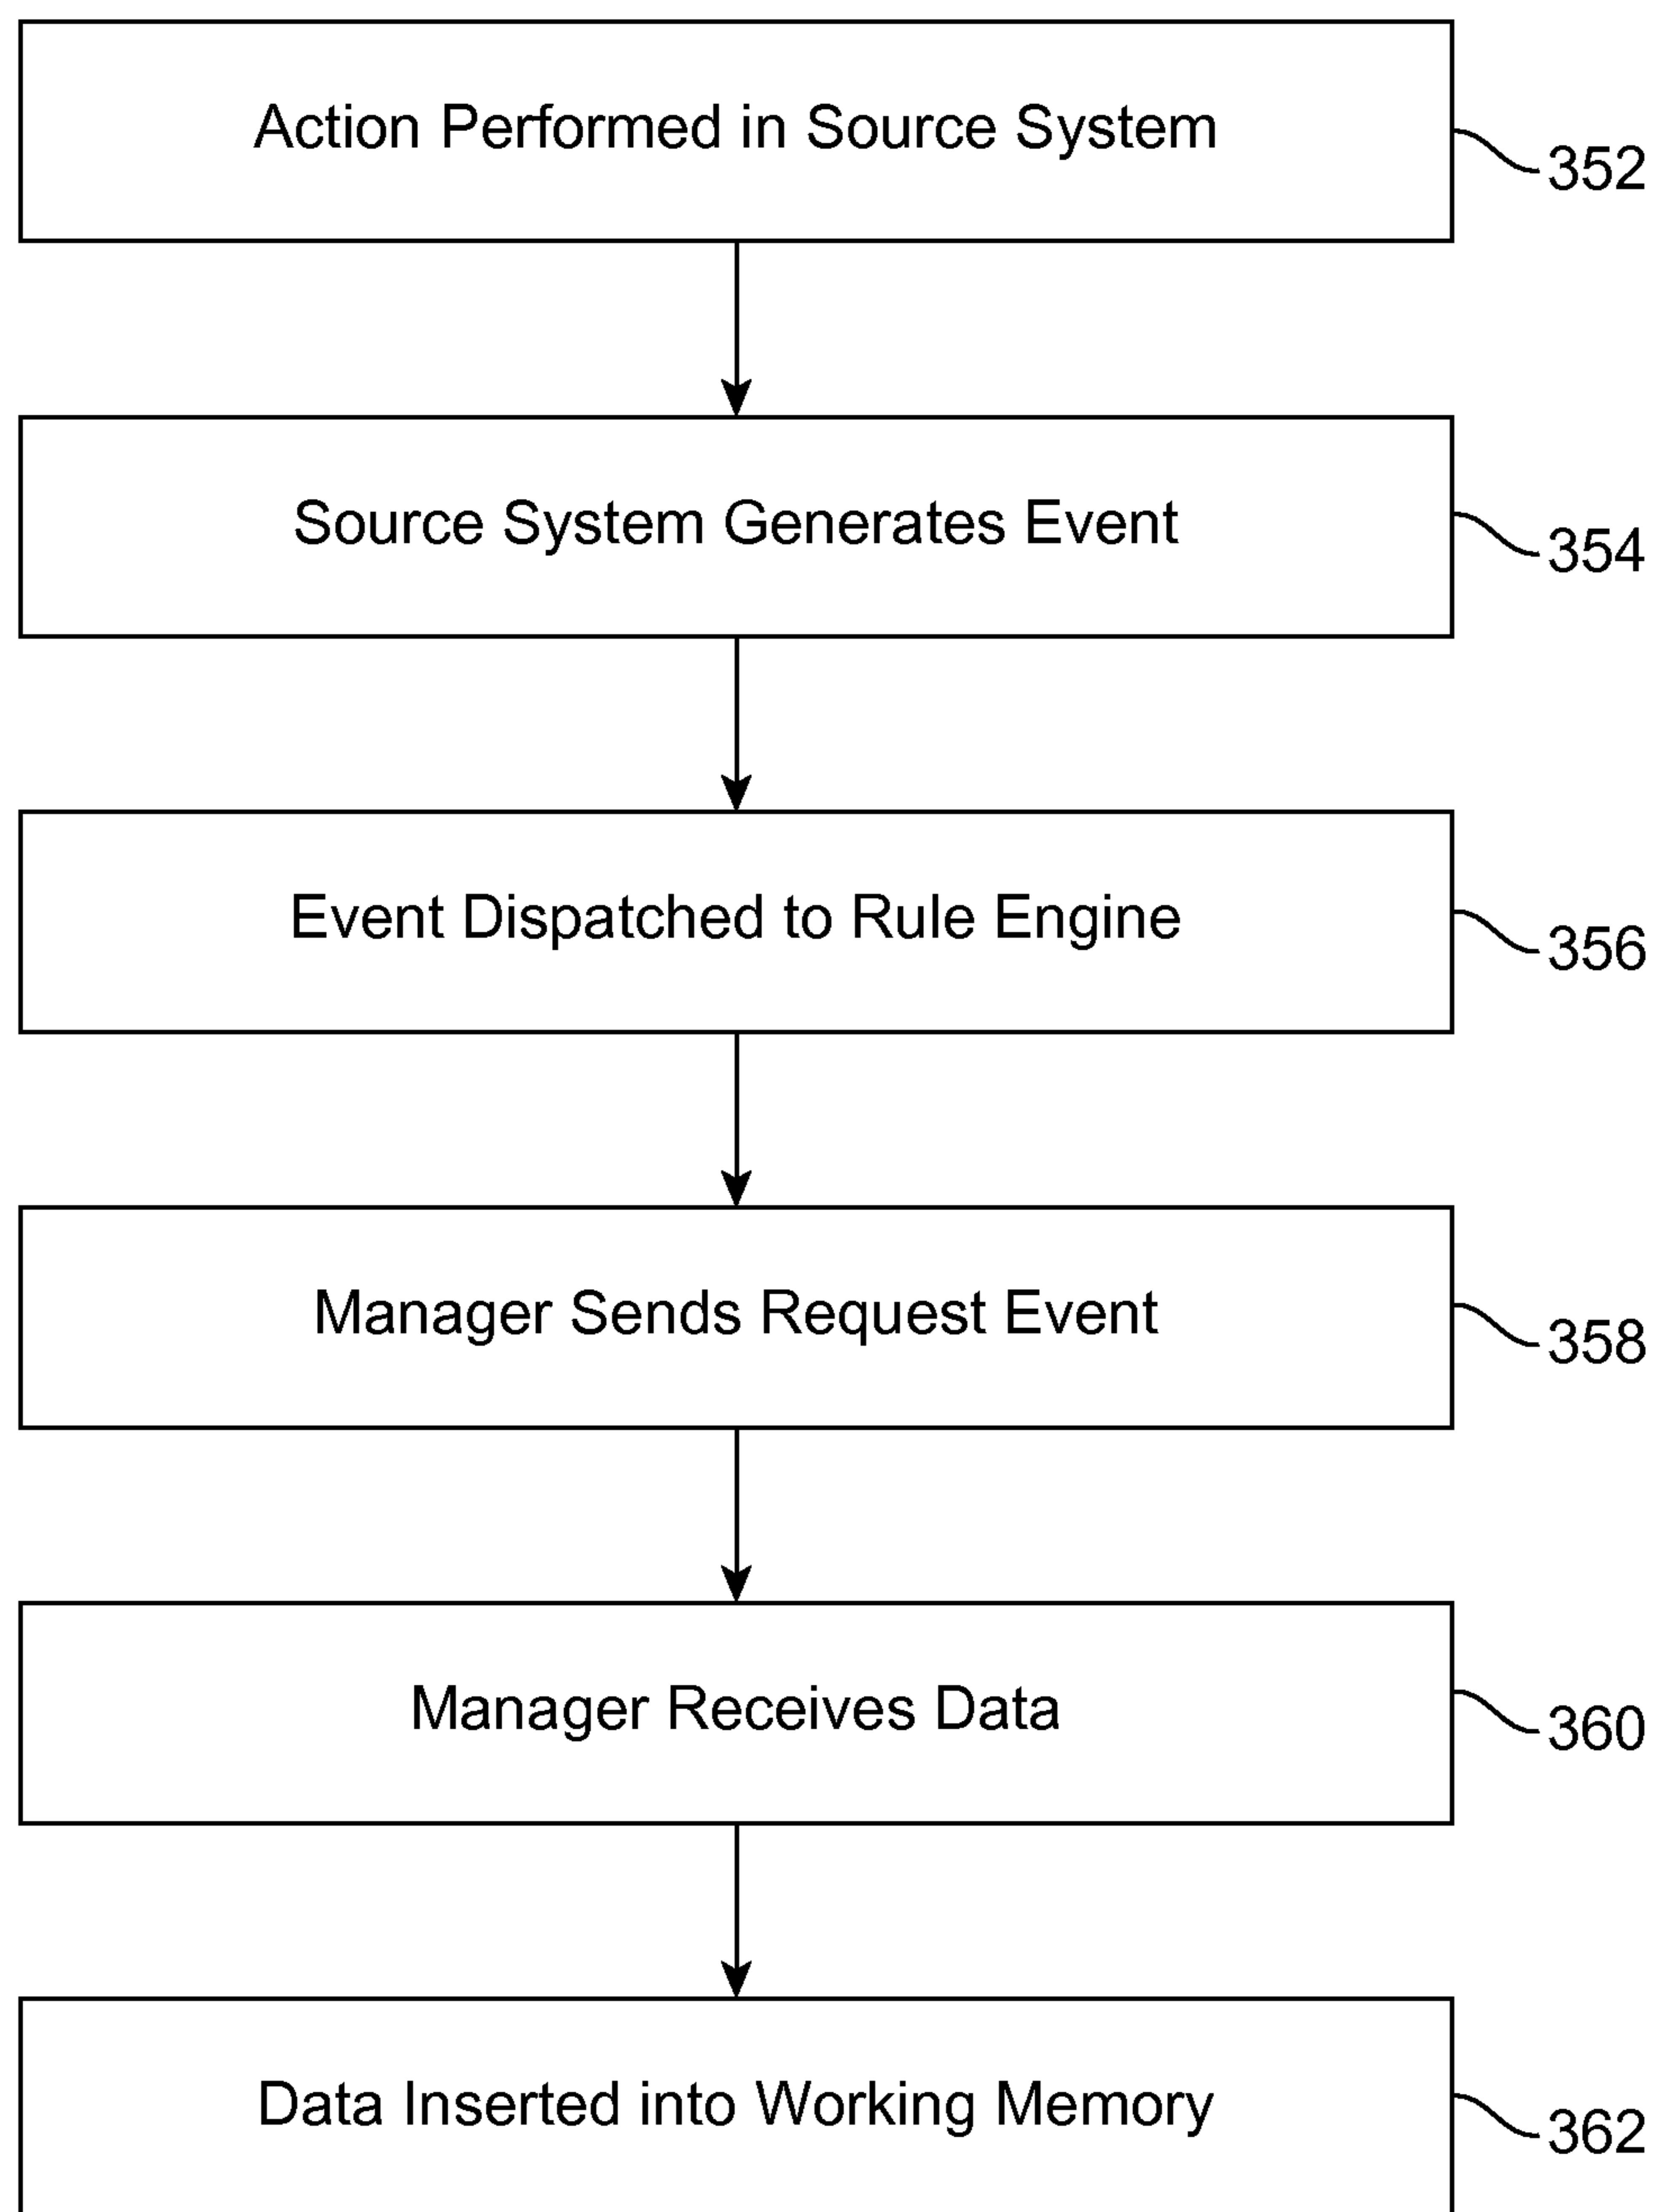 Action Performed in Source System
352
Source System Generates Event
354
Event Dispatched to Rule Engine
356
Manager Sends Request Event
358
Manager Receives Data
360
Data Inserted into Working Memory
362